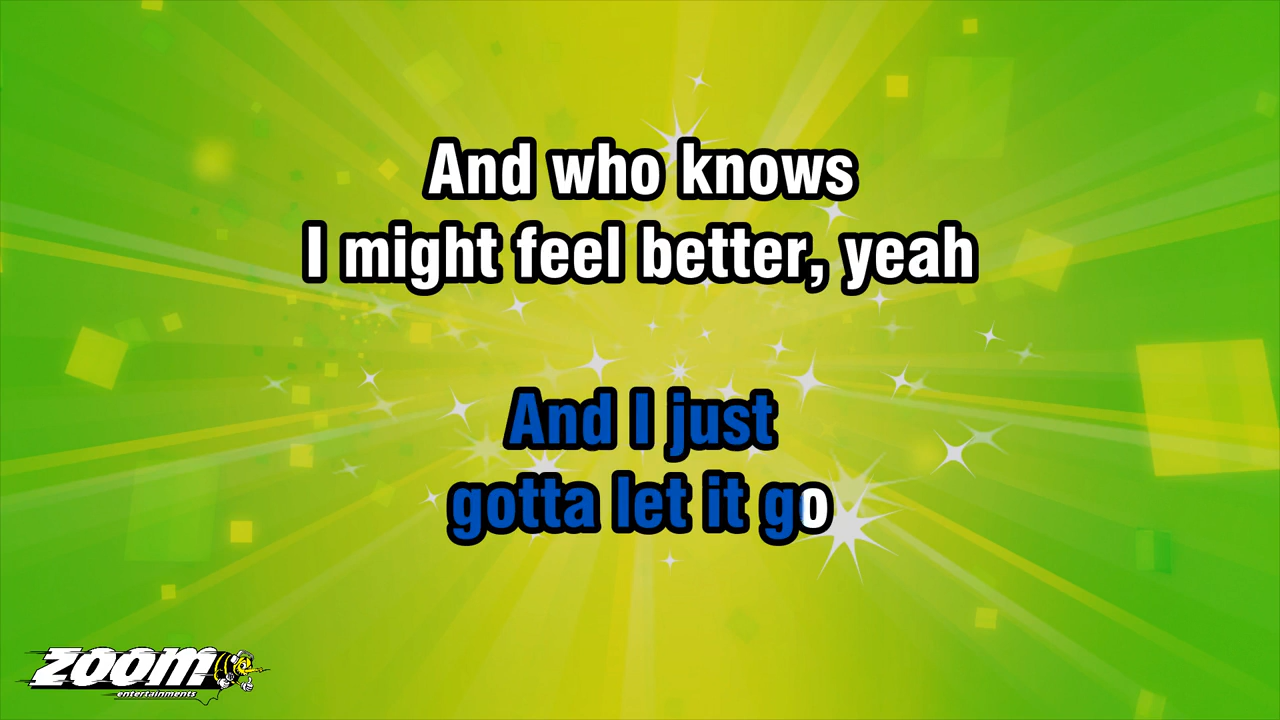 And who knows
I might feel better, yeah
And I just
gotta let it go
zoom
entertainments